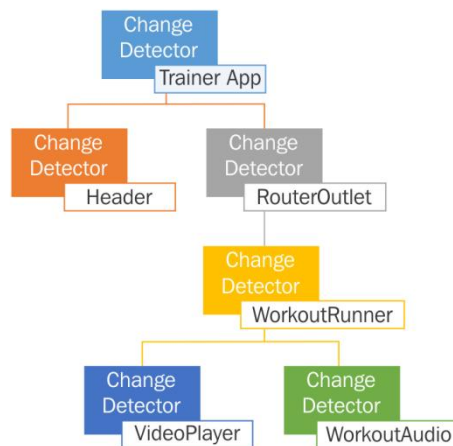 Change
Detector
Trainer App
Change
Detector
Header
Change
Detector
RouterOutlet
Change
Detector
WorkoutRunner
Change
Detector
VideoPlayer
Change
Detector
WorkoutAudio